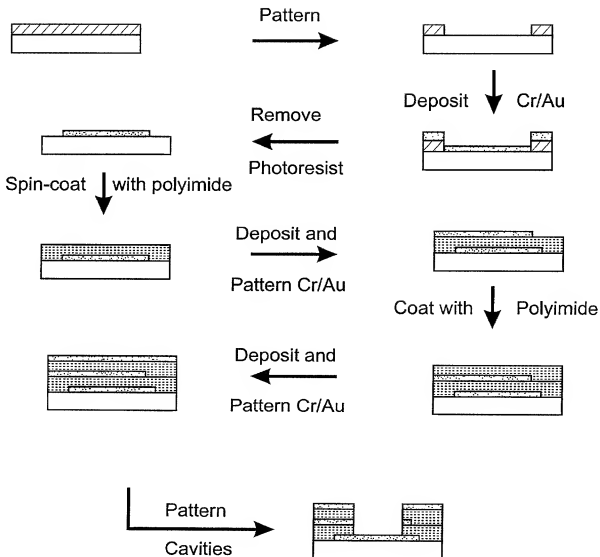 Pattern
Deposit Cr/Au
Remove
Photoresist
Spin-coat with polyimide
Deposit and
Pattern Cr/Au
Coat with Polyimide
Deposit and
Pattern Cr/Au
Pattern
Cavities